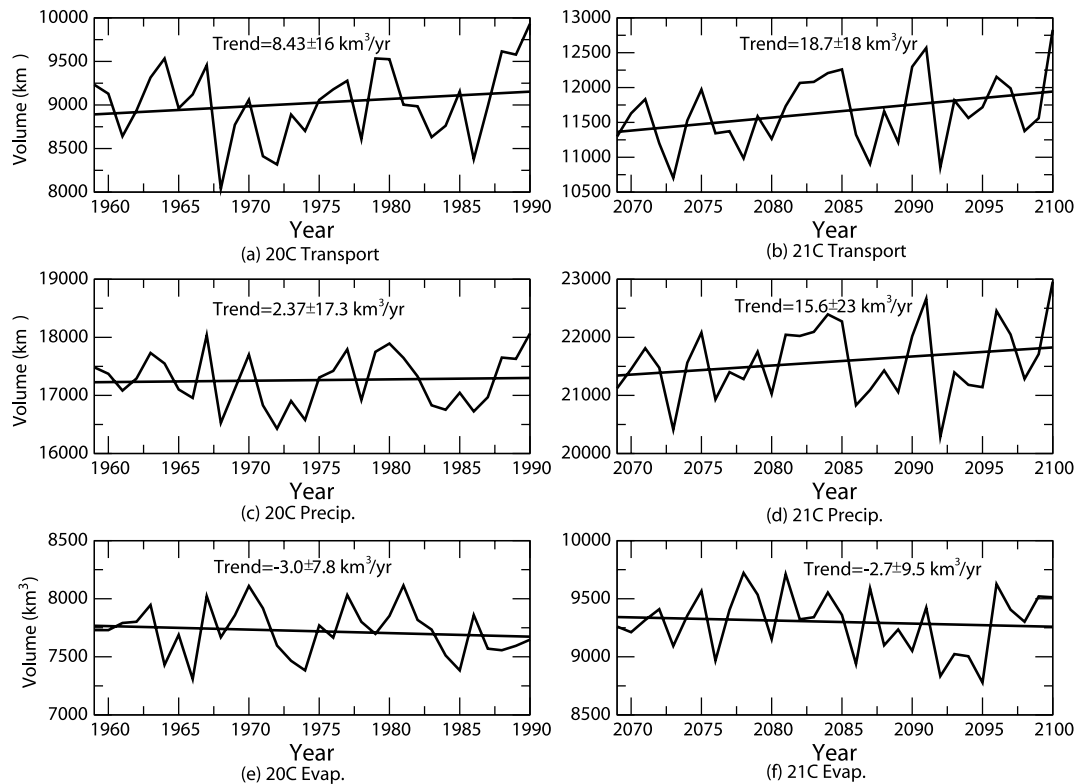 10000
9500
9000
8500
8000
Volume (km )
Trend=8.43±16 km³/yr
1960 1965 1970 1975 1980 1985 1990
Year
(a) 20C Transport
13000
12500
12000
11500
11000
10500
Trend=18.7±18 km³/yr
2070 2075 2080 2085 2090 2095 2100
Year
(b) 21C Transport
19000
18000
17000
16000
Volume (km )
Trend=2.37±17.3 km³/yr
1960 1965 1970 1975 1980 1985 1990
Year
(c) 20C Precip.
23000
22000
21000
20000
Trend=15.6±23 km³/yr
2070 2075 2080 2085 2090 2095 2100
Year
(d) 21C Precip.
8500
8000
7500
7000
Volume (km³)
Trend=-3.0±7.8 km³/yr
1960 1965 1970 1975 1980 1985 1990
Year
(e) 20C Evap.
10000
9500
9000
8500
Trend=-2.7±9.5 km³/yr
2070 2075 2080 2085 2090 2095 2100
Year
(f) 21C Evap.